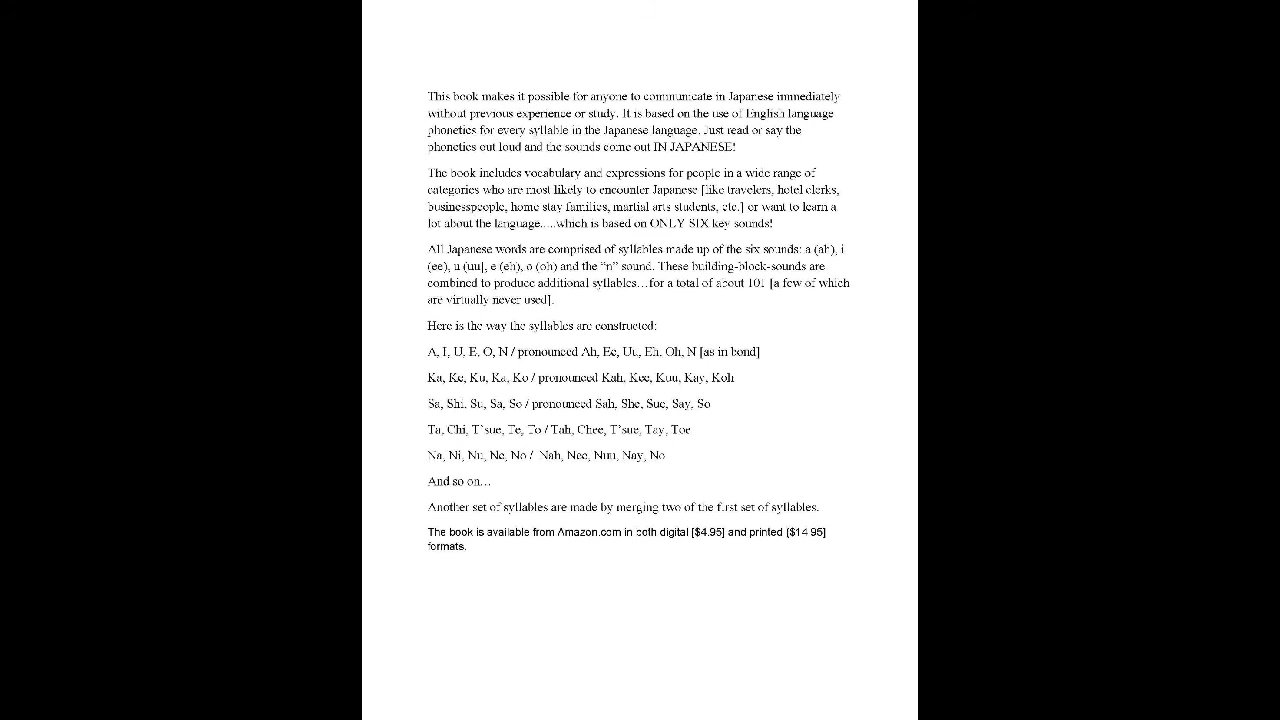 This book makes it possible for anyone to communicate in Japanese immediately
without previous experience or study. It is based on the use of English language
phonetics for every syllable in the Japanese language. Just read or say the
phonetics out loud and the sounds come out IN JAPANESE!
The book includes vocabulary and expressions for people in a wide range of
categories who are most likely to encounter Japanese [like travelers, hotel clerks,
businesspeople, home stay families, martial arts students, etc.] or want to learn a
lot about the language.....which is based on ONLY SIX key sounds!
All Japanese words are comprised of syllables made up of the six sounds: a (ah), i
(ee), u (uu[, e (eh), o (oh) and the “n” sound. These building-block-sounds are
combined to produce additional syllables…for a total of about 101 [a few of which
are virtually never used].
Here is the way the syllables are constructed:
A, I, U, E, O, N / pronounced Ah, Ee, Uu, Eh, Oh, N [as in bond]
Ka, Ke, Ku, Ka, Ko / pronounced Kah, Kee, Kuu, Kay, Koh
Sa, Shi, Su, Sa, So / pronounced Sah, She, Sue, Say, So
Ta, Chi, T’sue, Te, To / Tah, Chee, T’sue, Tay, Toe
Na, Ni, Nu, Ne, No / Nah, Nee, Nuu, Nay, No
And so on…
Another set of syllables are made by merging two of the first set of syllables.
The book is available from Amazon.com in both digital [$4.95] and printed [$14.95]
formats.